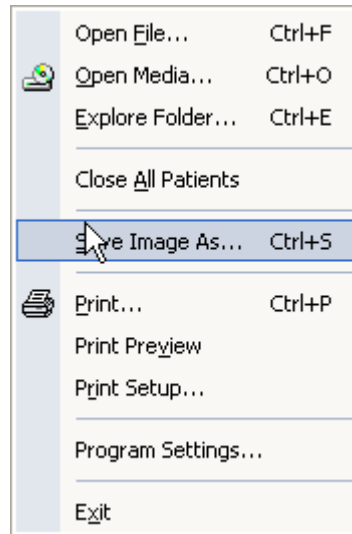 Open File... Ctrl+F
Open Media... Ctrl+O
Explore Folder... Ctrl+E
Close All Patients
Save Image As... Ctrl+S
Print... Ctrl+P
Print Preview
Print Setup...
Program Settings...
Exit